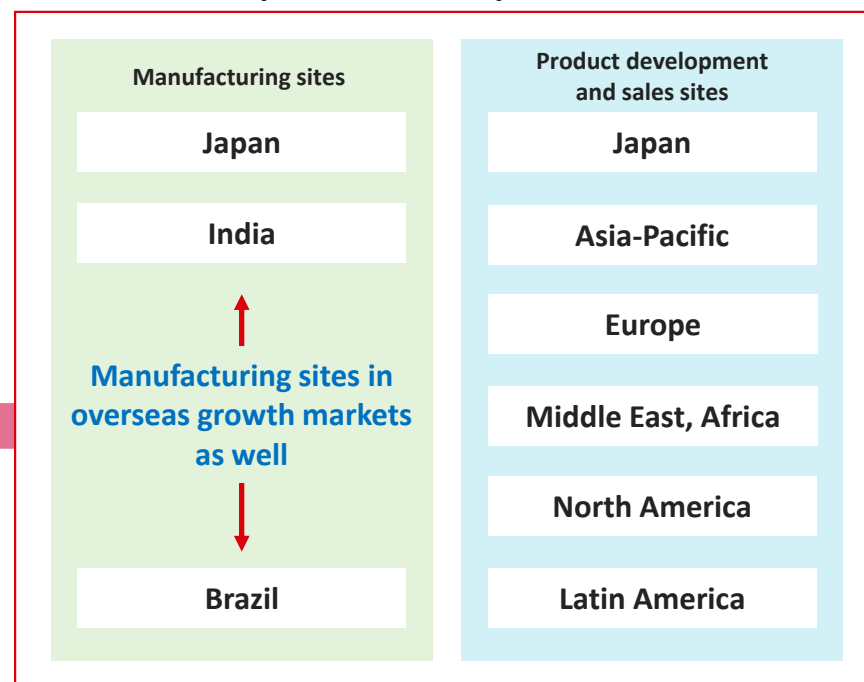 Manufacturing sites
Japan
India
Manufacturing sites in
overseas growth markets
as well
Brazil
Product development
and sales sites
Japan
Asia-Pacific
Europe
Middle East, Africa
North America
Latin America